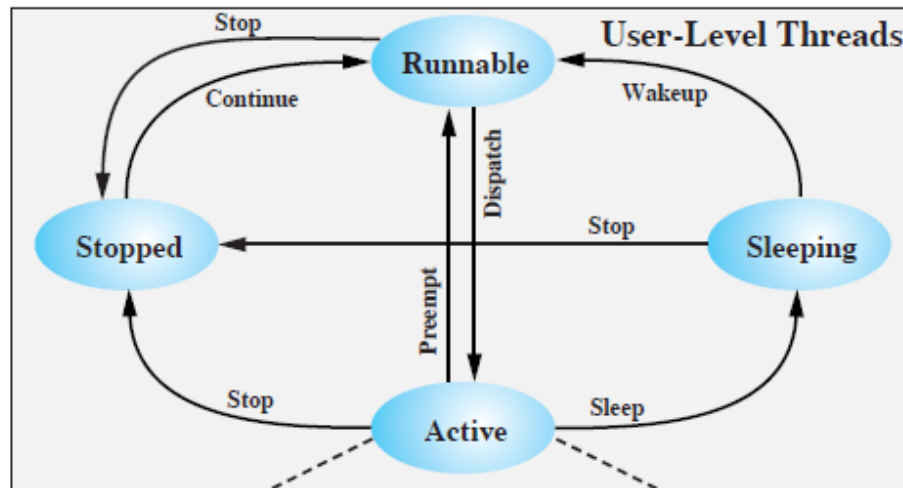 Stop
User-Level Threads
Runnable
Continue
Wakeup
Dispatch
Stopped
Stop
Sleeping
Preempt
Stop
Active
Sleep